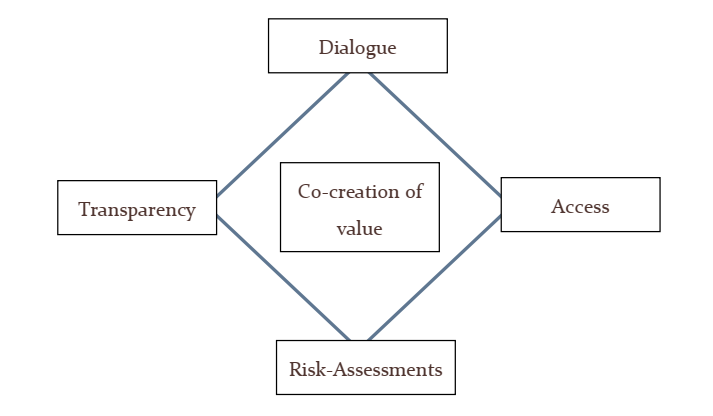 Dialogue
Transparency
Co-creation of
value
Access
Risk-Assessments